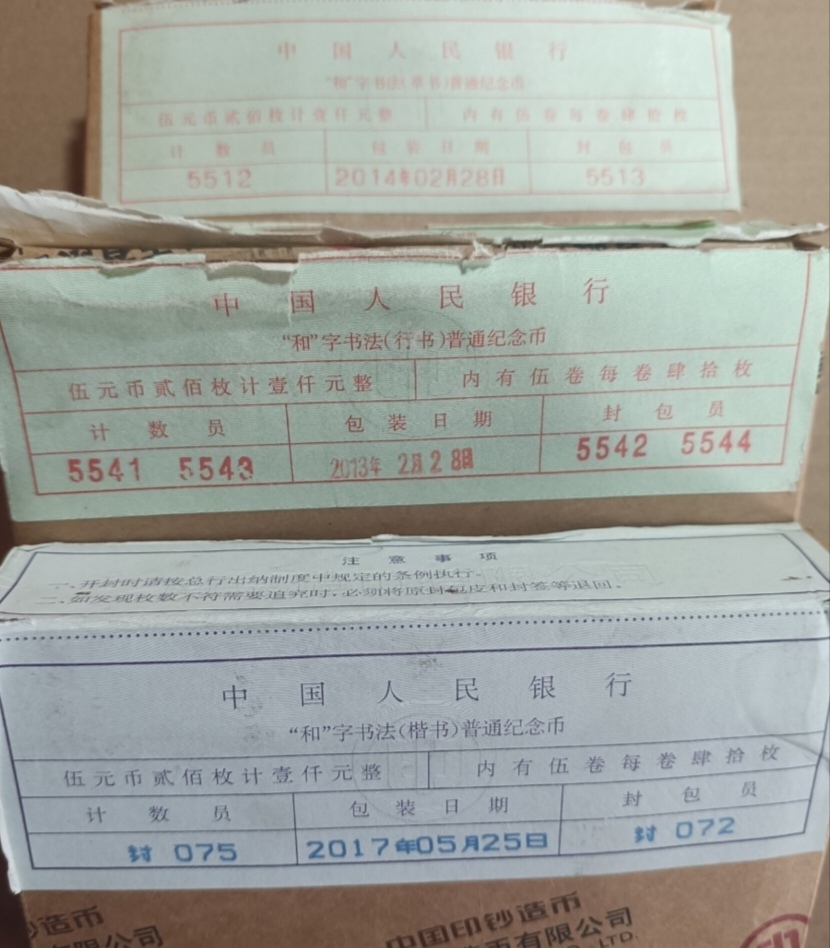 中国人民银行
“和”字书法(草书)普通纪念币
伍元币贰佰枚计壹仟元整 内有伍卷每卷肆拾枚
计数员 包装日期 封包员
5512 2014年02月28日 5513
中国人民银行
“和”字书法(行书)普通纪念币
伍元币贰佰枚计壹仟元整 内有伍卷每卷肆拾枚
计数员 包装日期 封包员
5541 5543 2013年 2月28日 5542 5544
注意事项
一、开封时请按总行出纳制度中规定的条例执行。
二、如发现枚数不符需要追究时，必须将原封包皮和封签等退回。
中国人民银行
“和”字书法(楷书)普通纪念币
伍元币贰佰枚计壹仟元整 内有伍卷每卷肆拾枚
计数员 包装日期 封包员
封 075 2017年05月25日 封 072
造币 中国印钞造币
有限公司 币有限公司
LTD.